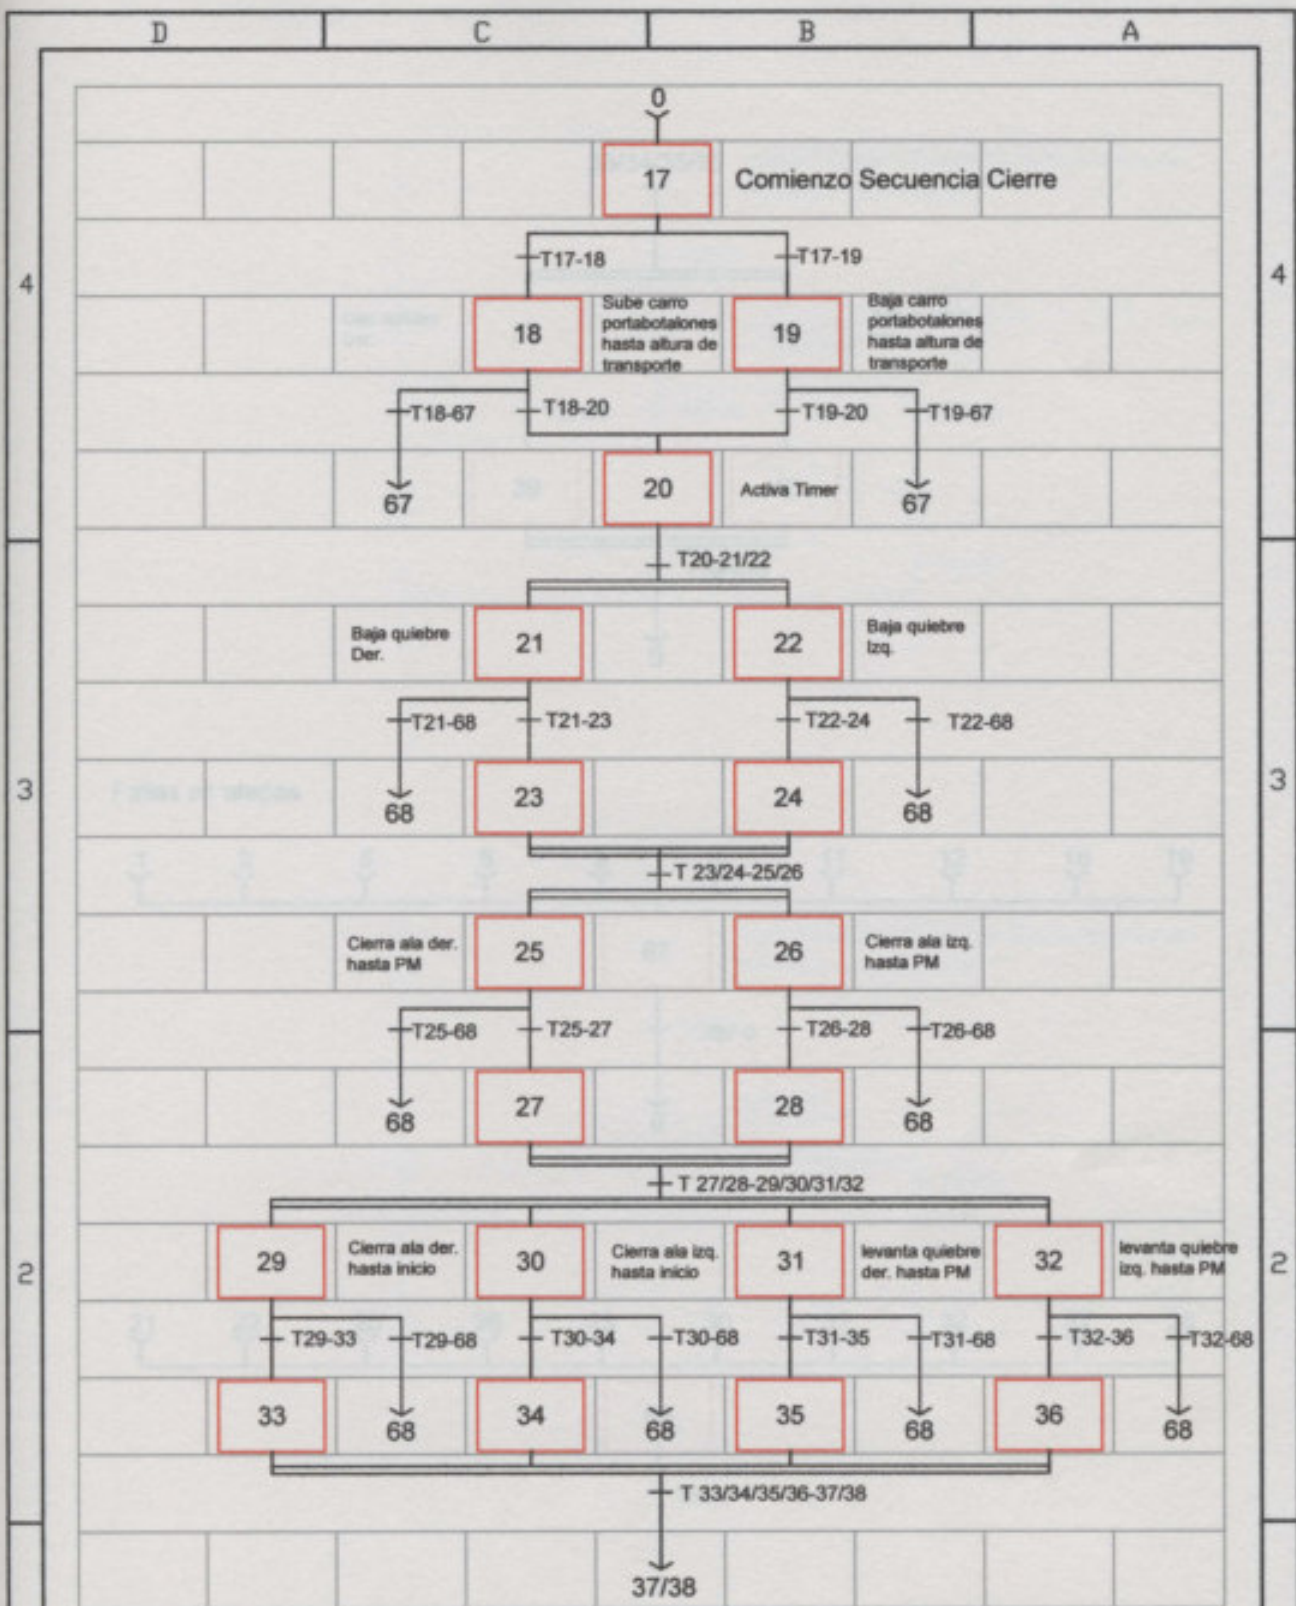 D C B A
0
17 Comienzo Secuencia Cierre
T17-18 T17-19
4 4
18 Sube carro
portabotalones
hasta altura de
transporte
19 Baja carro
portabotalones
hasta altura de
transporte
T18-67 T18-20 T19-20 T19-67
67 20 Activa Timer 67
T20-21/22
Baja quiebre
Der.
21 22
Baja quiebre
Izq.
T21-68 T21-23 T22-24 T22-68
3 3
68 23 24 68
T 23/24-25/26
Cierra ala der.
hasta PM
25 26
Cierra ala izq.
hasta PM
T25-68 T25-27 T26-28 T26-68
68 27 28 68
T 27/28-29/30/31/32
2 2
29 Cierra ala der.
hasta inicio
30 Cierra ala izq.
hasta inicio
31 levanta quiebre
der. hasta PM
32 levanta quiebre
izq. hasta PM
T29-33 T29-68 T30-34 T30-68 T31-35 T31-68 T32-36 T32-68
33 68 34 68 35 68 36 68
T 33/34/35/36-37/38
37/38